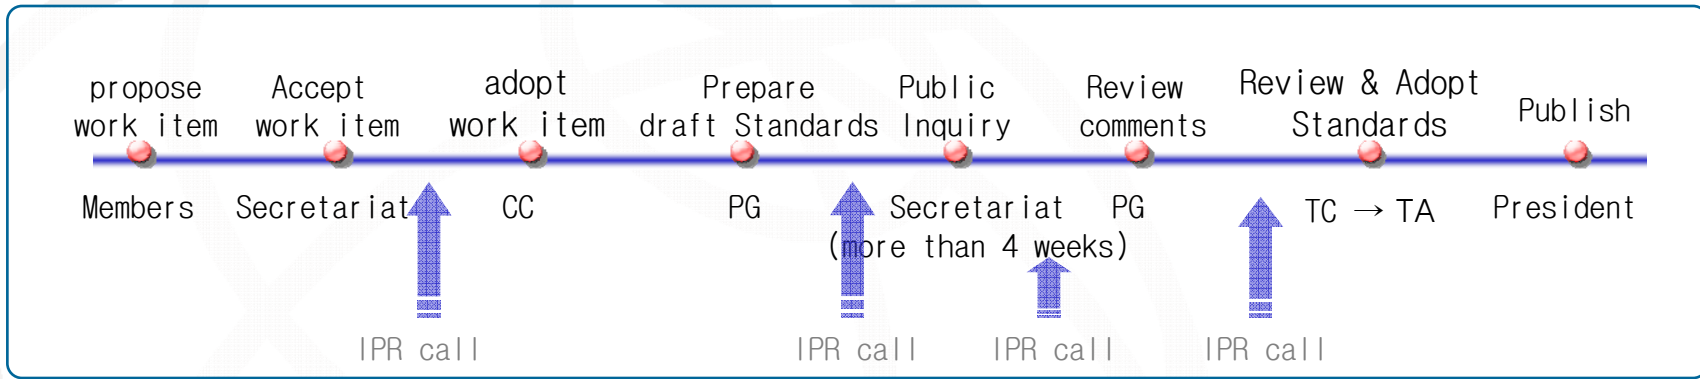 propose
work item
Accept
work item
adopt
work item
Prepare
draft Standards
Public
Inquiry
Review
comments
Review & Adopt
Standards
Publish
Members
Secretariat
CC
PG
Secretariat
(more than 4 weeks)
PG
TC → TA
President
IPR call
IPR call
IPR call
IPR call